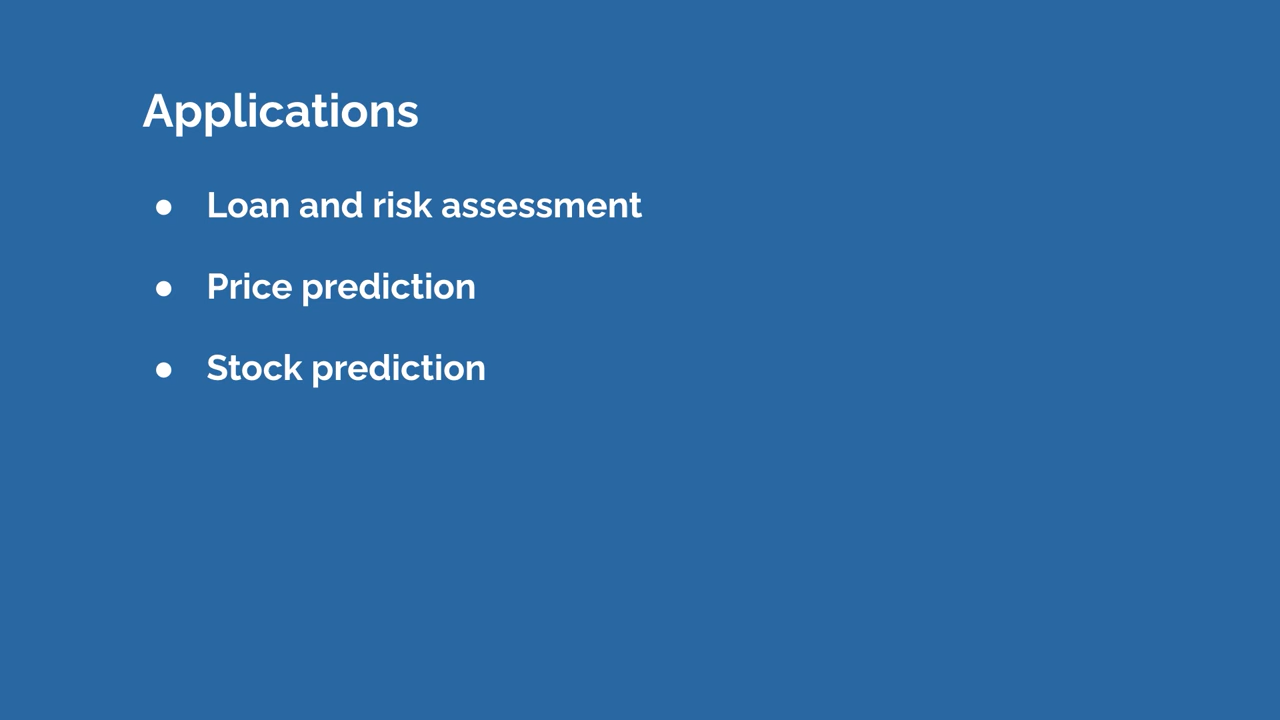 Applications
● Loan and risk assessment
● Price prediction
● Stock prediction